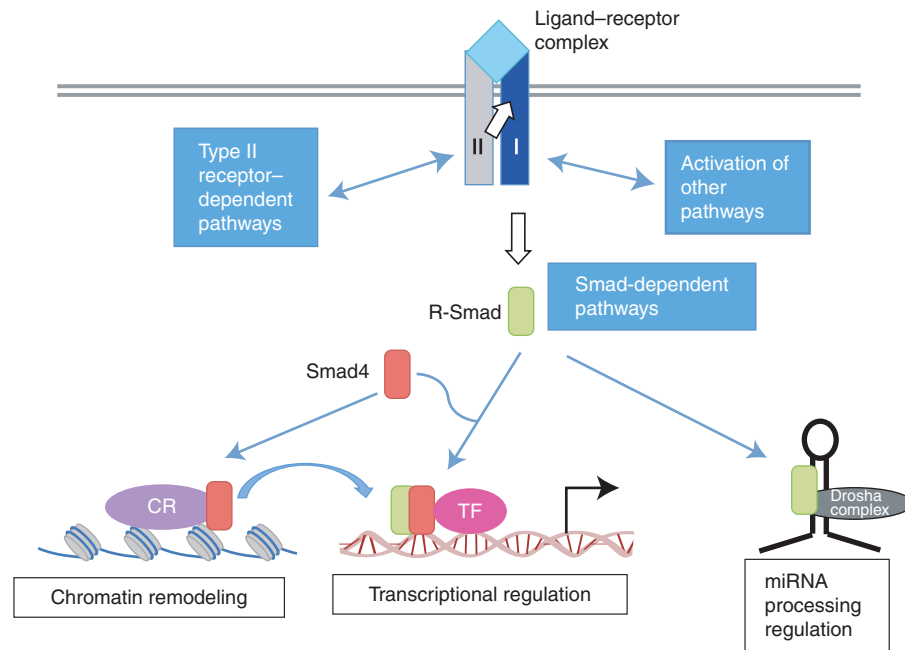 Ligand–receptor
complex
II
I
Type II
receptor–
dependent
pathways
Activation of
other
pathways
Smad-dependent
pathways
R-Smad
Smad4
CR
TF
Drosha
complex
Chromatin remodeling
Transcriptional regulation
miRNA
processing
regulation